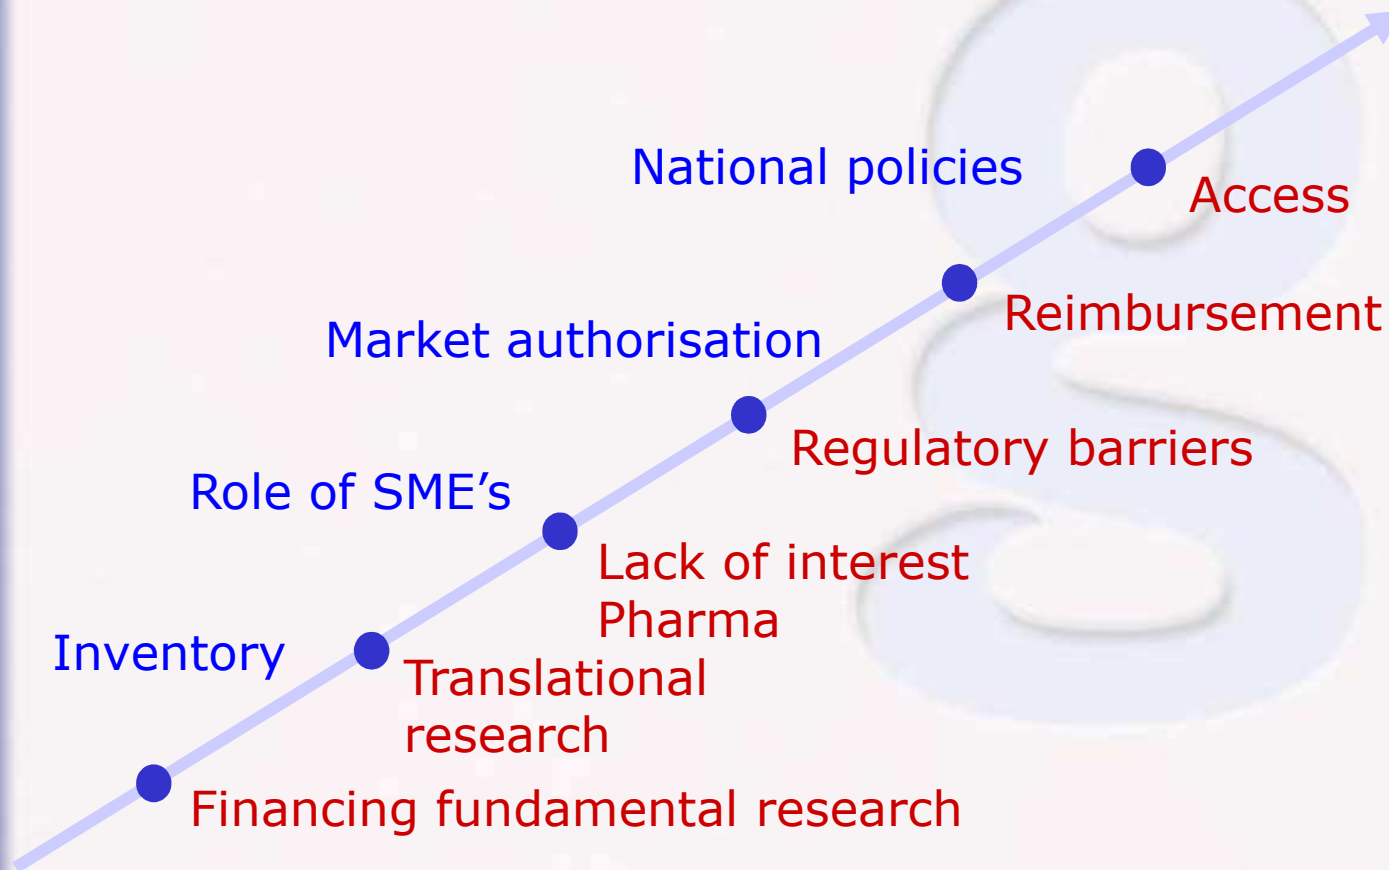 National policies
Access
Reimbursement
Market authorisation
Regulatory barriers
Role of SME’s
Lack of interest
Pharma
Inventory
Translational
research
Financing fundamental research